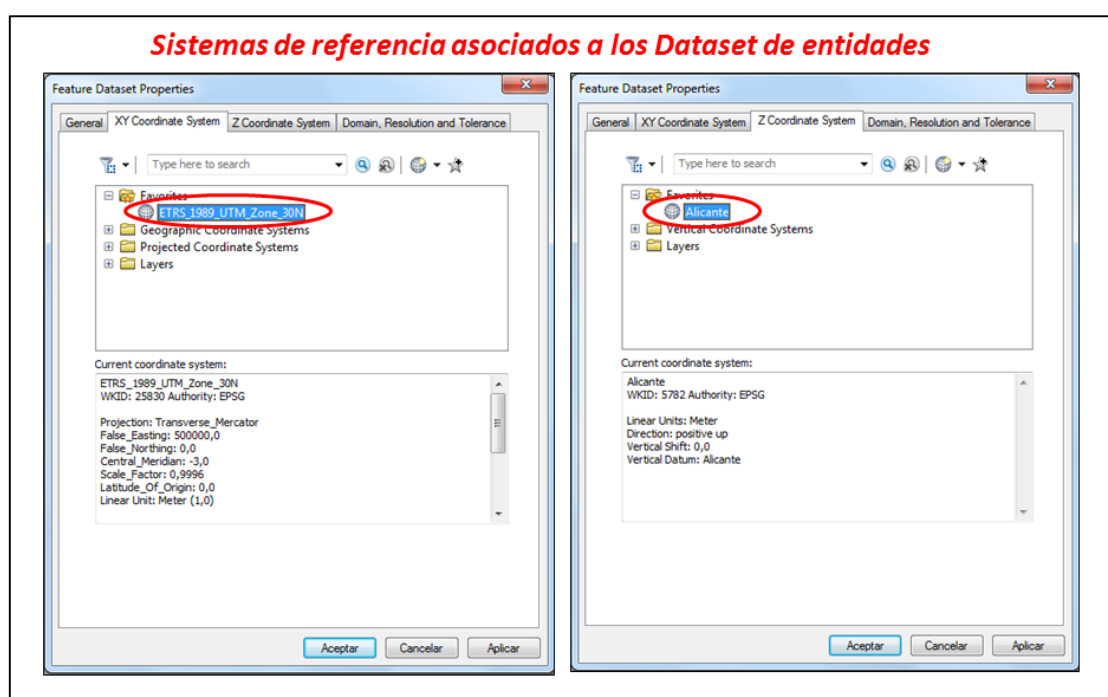 Sistemas de referencia asociados a los Dataset de entidades
Feature Dataset Properties
General
XY Coordinate System
Z Coordinate System
Domain, Resolution and Tolerance
Type here to search
Favorites
ETRS_1989_UTM_Zone_30N
Geographic Coordinate Systems
Projected Coordinate Systems
Layers
Current coordinate system:
ETRS_1989_UTM_Zone_30N
WKID: 25830 Authority: EPSG
Projection: Transverse_Mercator
False_Easting: 500000,0
False_Northing: 0,0
Central_Meridian: -3,0
Scale_Factor: 0,9996
Latitude_Of_Origin: 0,0
Linear Unit: Meter (1,0)
Aceptar
Cancelar
Aplicar
Feature Dataset Properties
General
XY Coordinate System
Z Coordinate System
Domain, Resolution and Tolerance
Type here to search
Favorites
Alicante
Vertical Coordinate Systems
Layers
Current coordinate system:
Alicante
WKID: 5782 Authority: EPSG
Linear Units: Meter
Direction: positive up
Vertical Shift: 0,0
Vertical Datum: Alicante
Aceptar
Cancelar
Aplicar